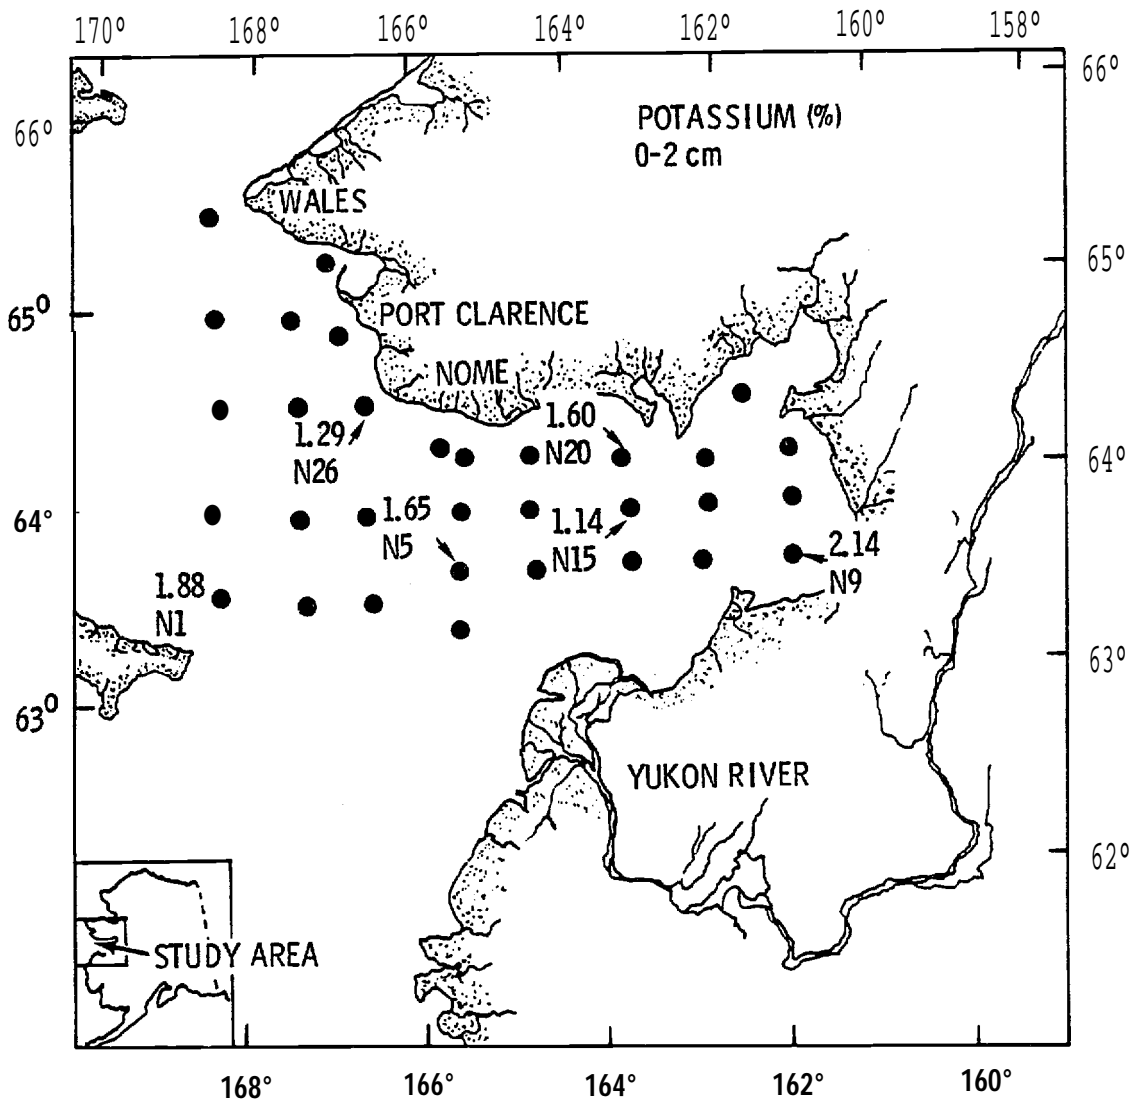 170° 168° 166° 164° 162° 160° 158°
66°
POTASSIUM (%)
0-2 cm
66°
WALES
65°
65°
PORT CLARENCE
NOME
1.29
N26
1.60
N20
64°
64°
1.65
N5
1.14
N15
2.14
N9
1.88
N1
63°
63°
YUKON RIVER
62°
STUDY AREA
168° 166° 164° 162° 160°